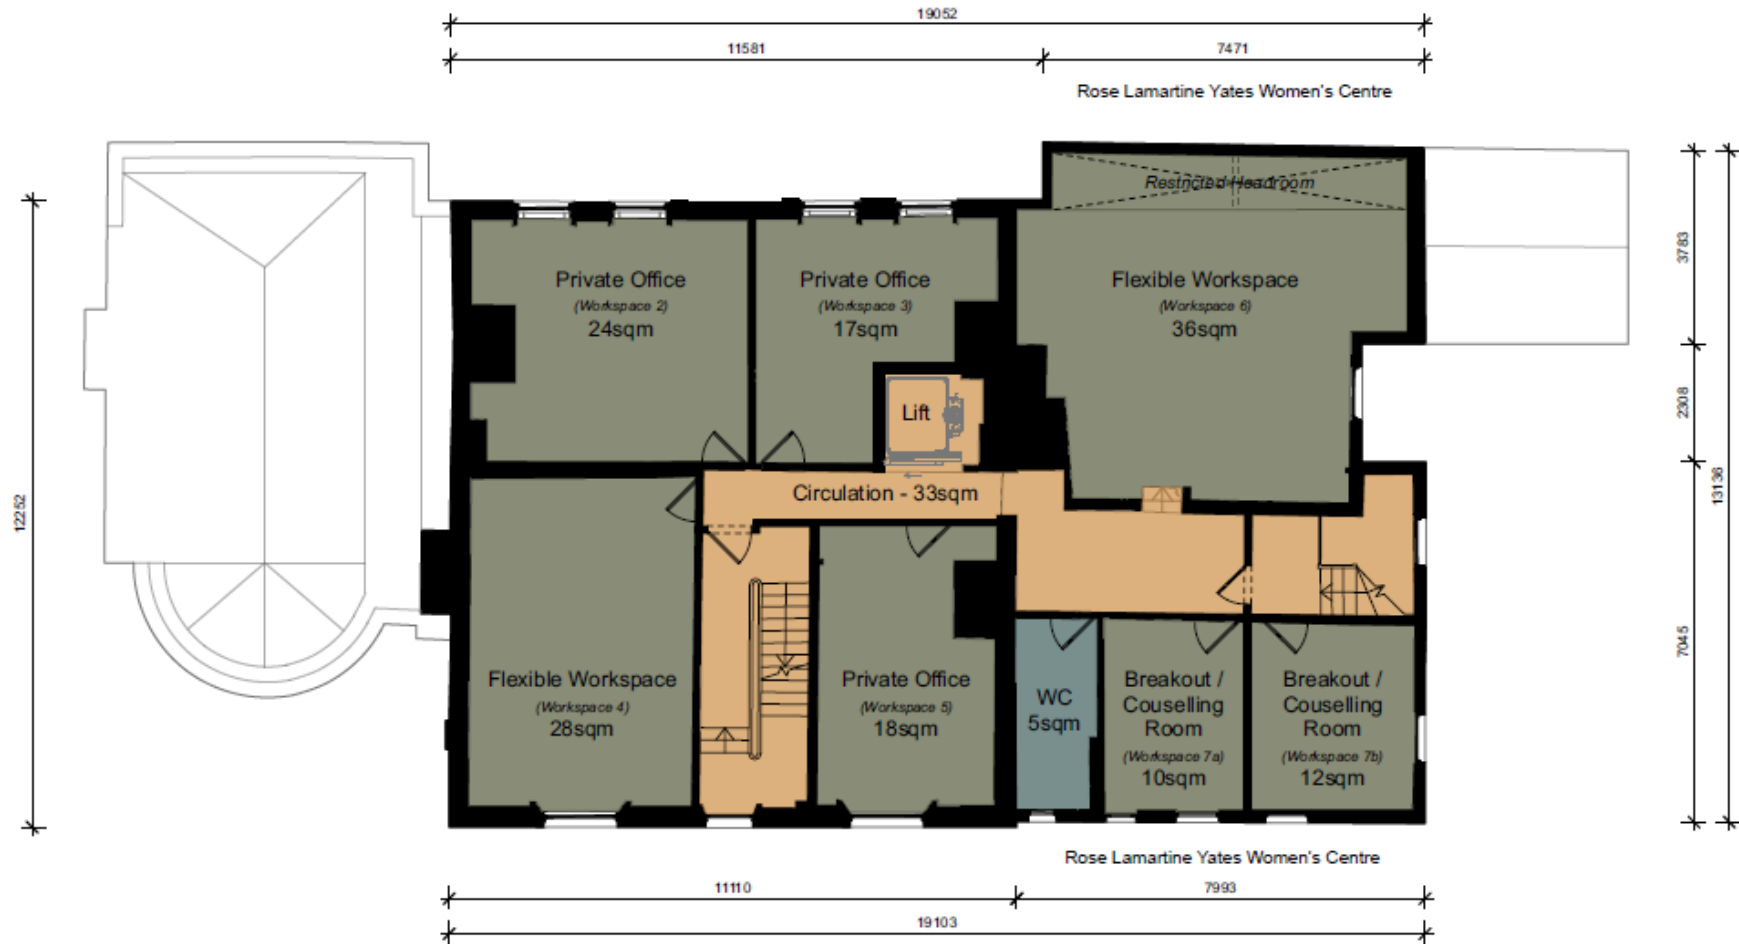 19052
11581
7471
Rose Lamartine Yates Women's Centre
Restricted Headroom
Private Office
(Workspace 2)
24sqm
Private Office
(Workspace 3)
17sqm
Flexible Workspace
(Workspace 6)
36sqm
3783
Lift
2308
13136
12252
Circulation - 33sqm
Flexible Workspace
(Workspace 4)
28sqm
Private Office
(Workspace 5)
18sqm
WC
5sqm
Breakout /
Couselling
Room
(Workspace 7a)
10sqm
Breakout /
Couselling
Room
(Workspace 7b)
12sqm
7045
Rose Lamartine Yates Women's Centre
11110
7993
19103